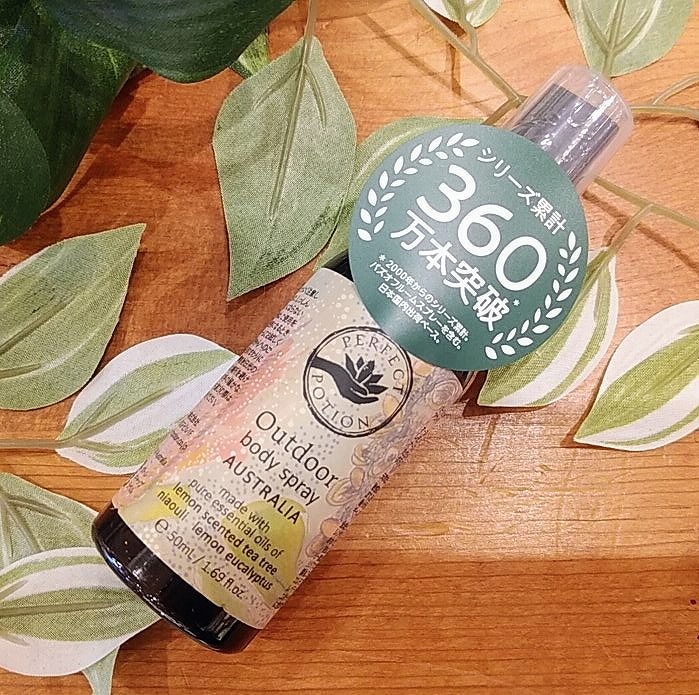 シリーズ累計
360
万本突破*
*2000年からのシリーズ累計。
バズオフルームスプレーを含む。
日本国内出荷ベース。
PERFECT
POTION
Outdoor
body spray
AUSTRALIA
made with
pure essential oils of
lemon scented tea tree
niaouli· lemon eucalyptus
℮50mL/ 1.69 fl.oz.